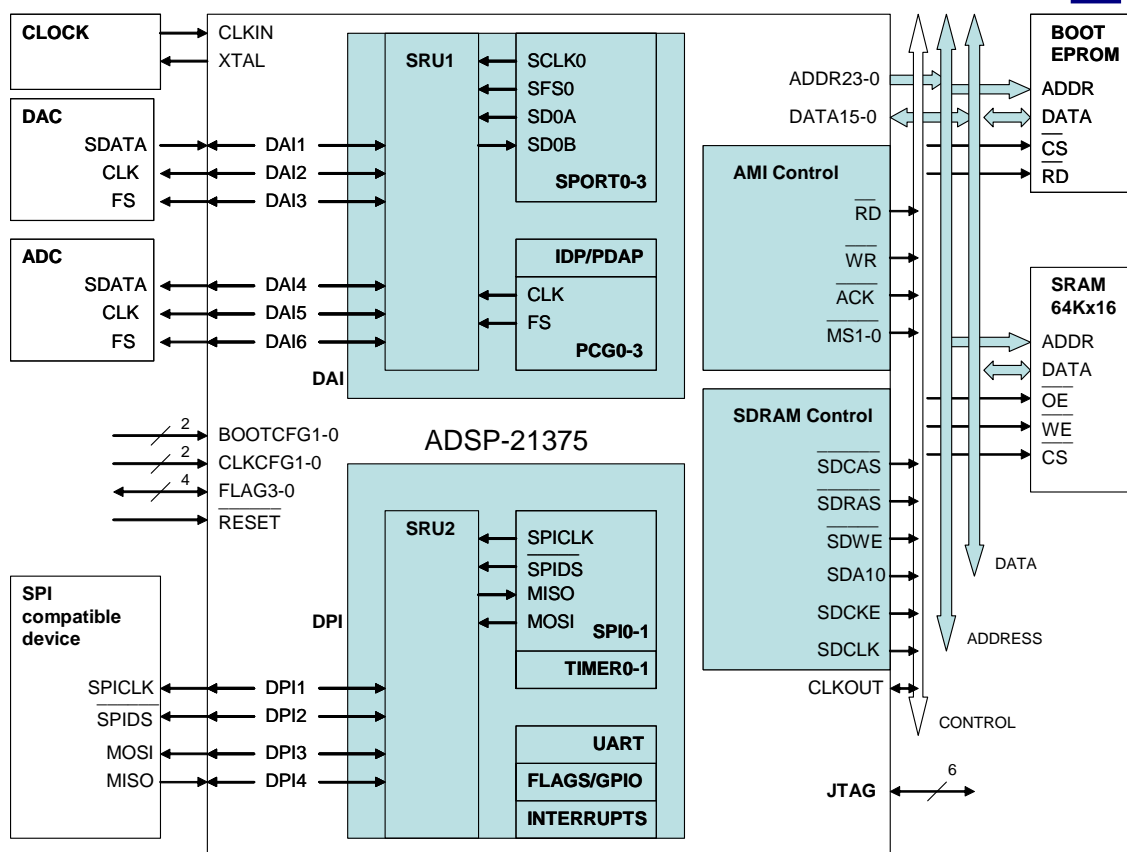 CLOCK
CLKIN
XTAL
DAC
SDATA
CLK
FS
DAI1
DAI2
DAI3
ADC
SDATA
CLK
FS
DAI4
DAI5
DAI6
SRU1
SCLK0
SFS0
SD0A
SD0B
SPORT0-3
IDP/PDAP
CLK
FS
PCG0-3
DAI
2
BOOTCFG1-0
2
CLKCFG1-0
4
FLAG3-0
RESET
ADSP-21375
SPI
compatible
device
SPICLK
SPIDS
MOSI
MISO
DPI1
DPI2
DPI3
DPI4
DPI
SRU2
SPICLK
SPIDS
MISO
MOSI
SPI0-1
TIMER0-1
UART
FLAGS/GPIO
INTERRUPTS
ADDR23-0
DATA15-0
AMI Control
RD
WR
ACK
MS1-0
SDRAM Control
SDCAS
SDRAS
SDWE
SDA10
SDCKE
SDCLK
CLKOUT
JTAG
6
DATA
ADDRESS
CONTROL
BOOT
EPROM
ADDR
DATA
CS
RD
SRAM
64Kx16
ADDR
DATA
OE
WE
CS